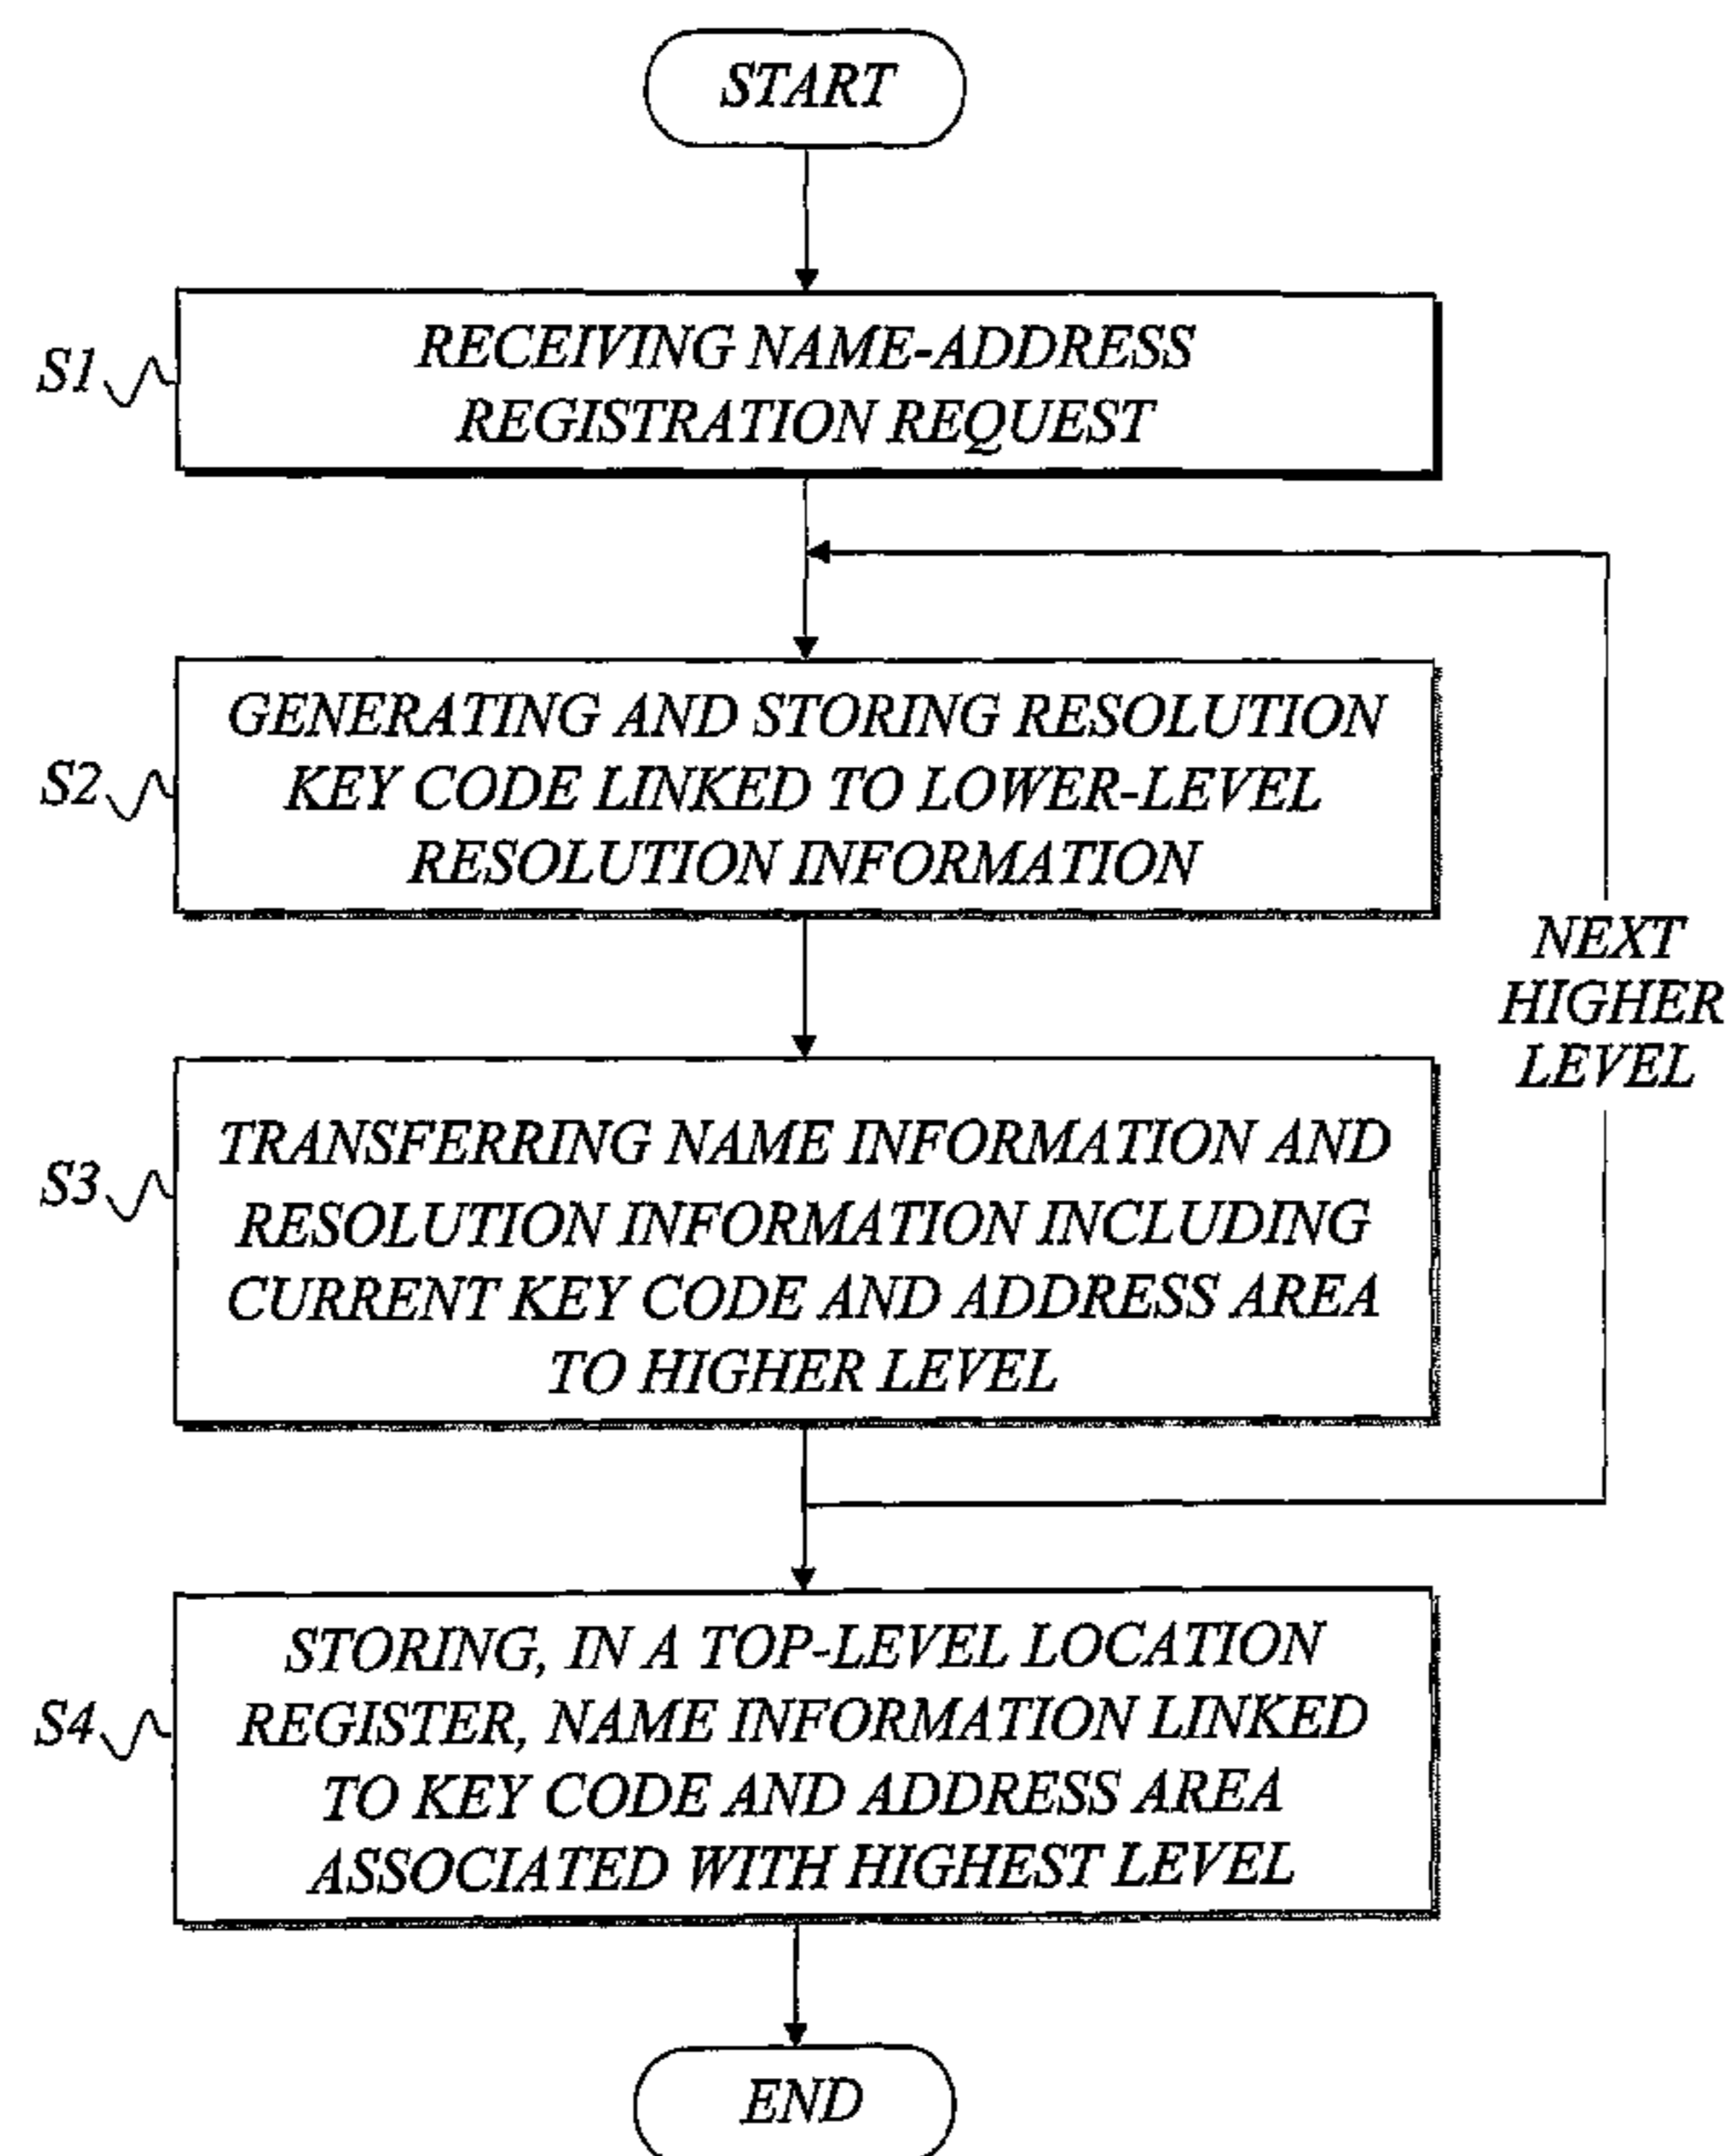 START
S1
RECEIVING NAME-ADDRESS
REGISTRATION REQUEST
S2
GENERATING AND STORING RESOLUTION
KEY CODE LINKED TO LOWER-LEVEL
RESOLUTION INFORMATION
NEXT
HIGHER
LEVEL
S3
TRANSFERRING NAME INFORMATION AND
RESOLUTION INFORMATION INCLUDING
CURRENT KEY CODE AND ADDRESS AREA
TO HIGHER LEVEL
S4
STORING, IN A TOP-LEVEL LOCATION
REGISTER, NAME INFORMATION LINKED
TO KEY CODE AND ADDRESS AREA
ASSOCIATED WITH HIGHEST LEVEL
END